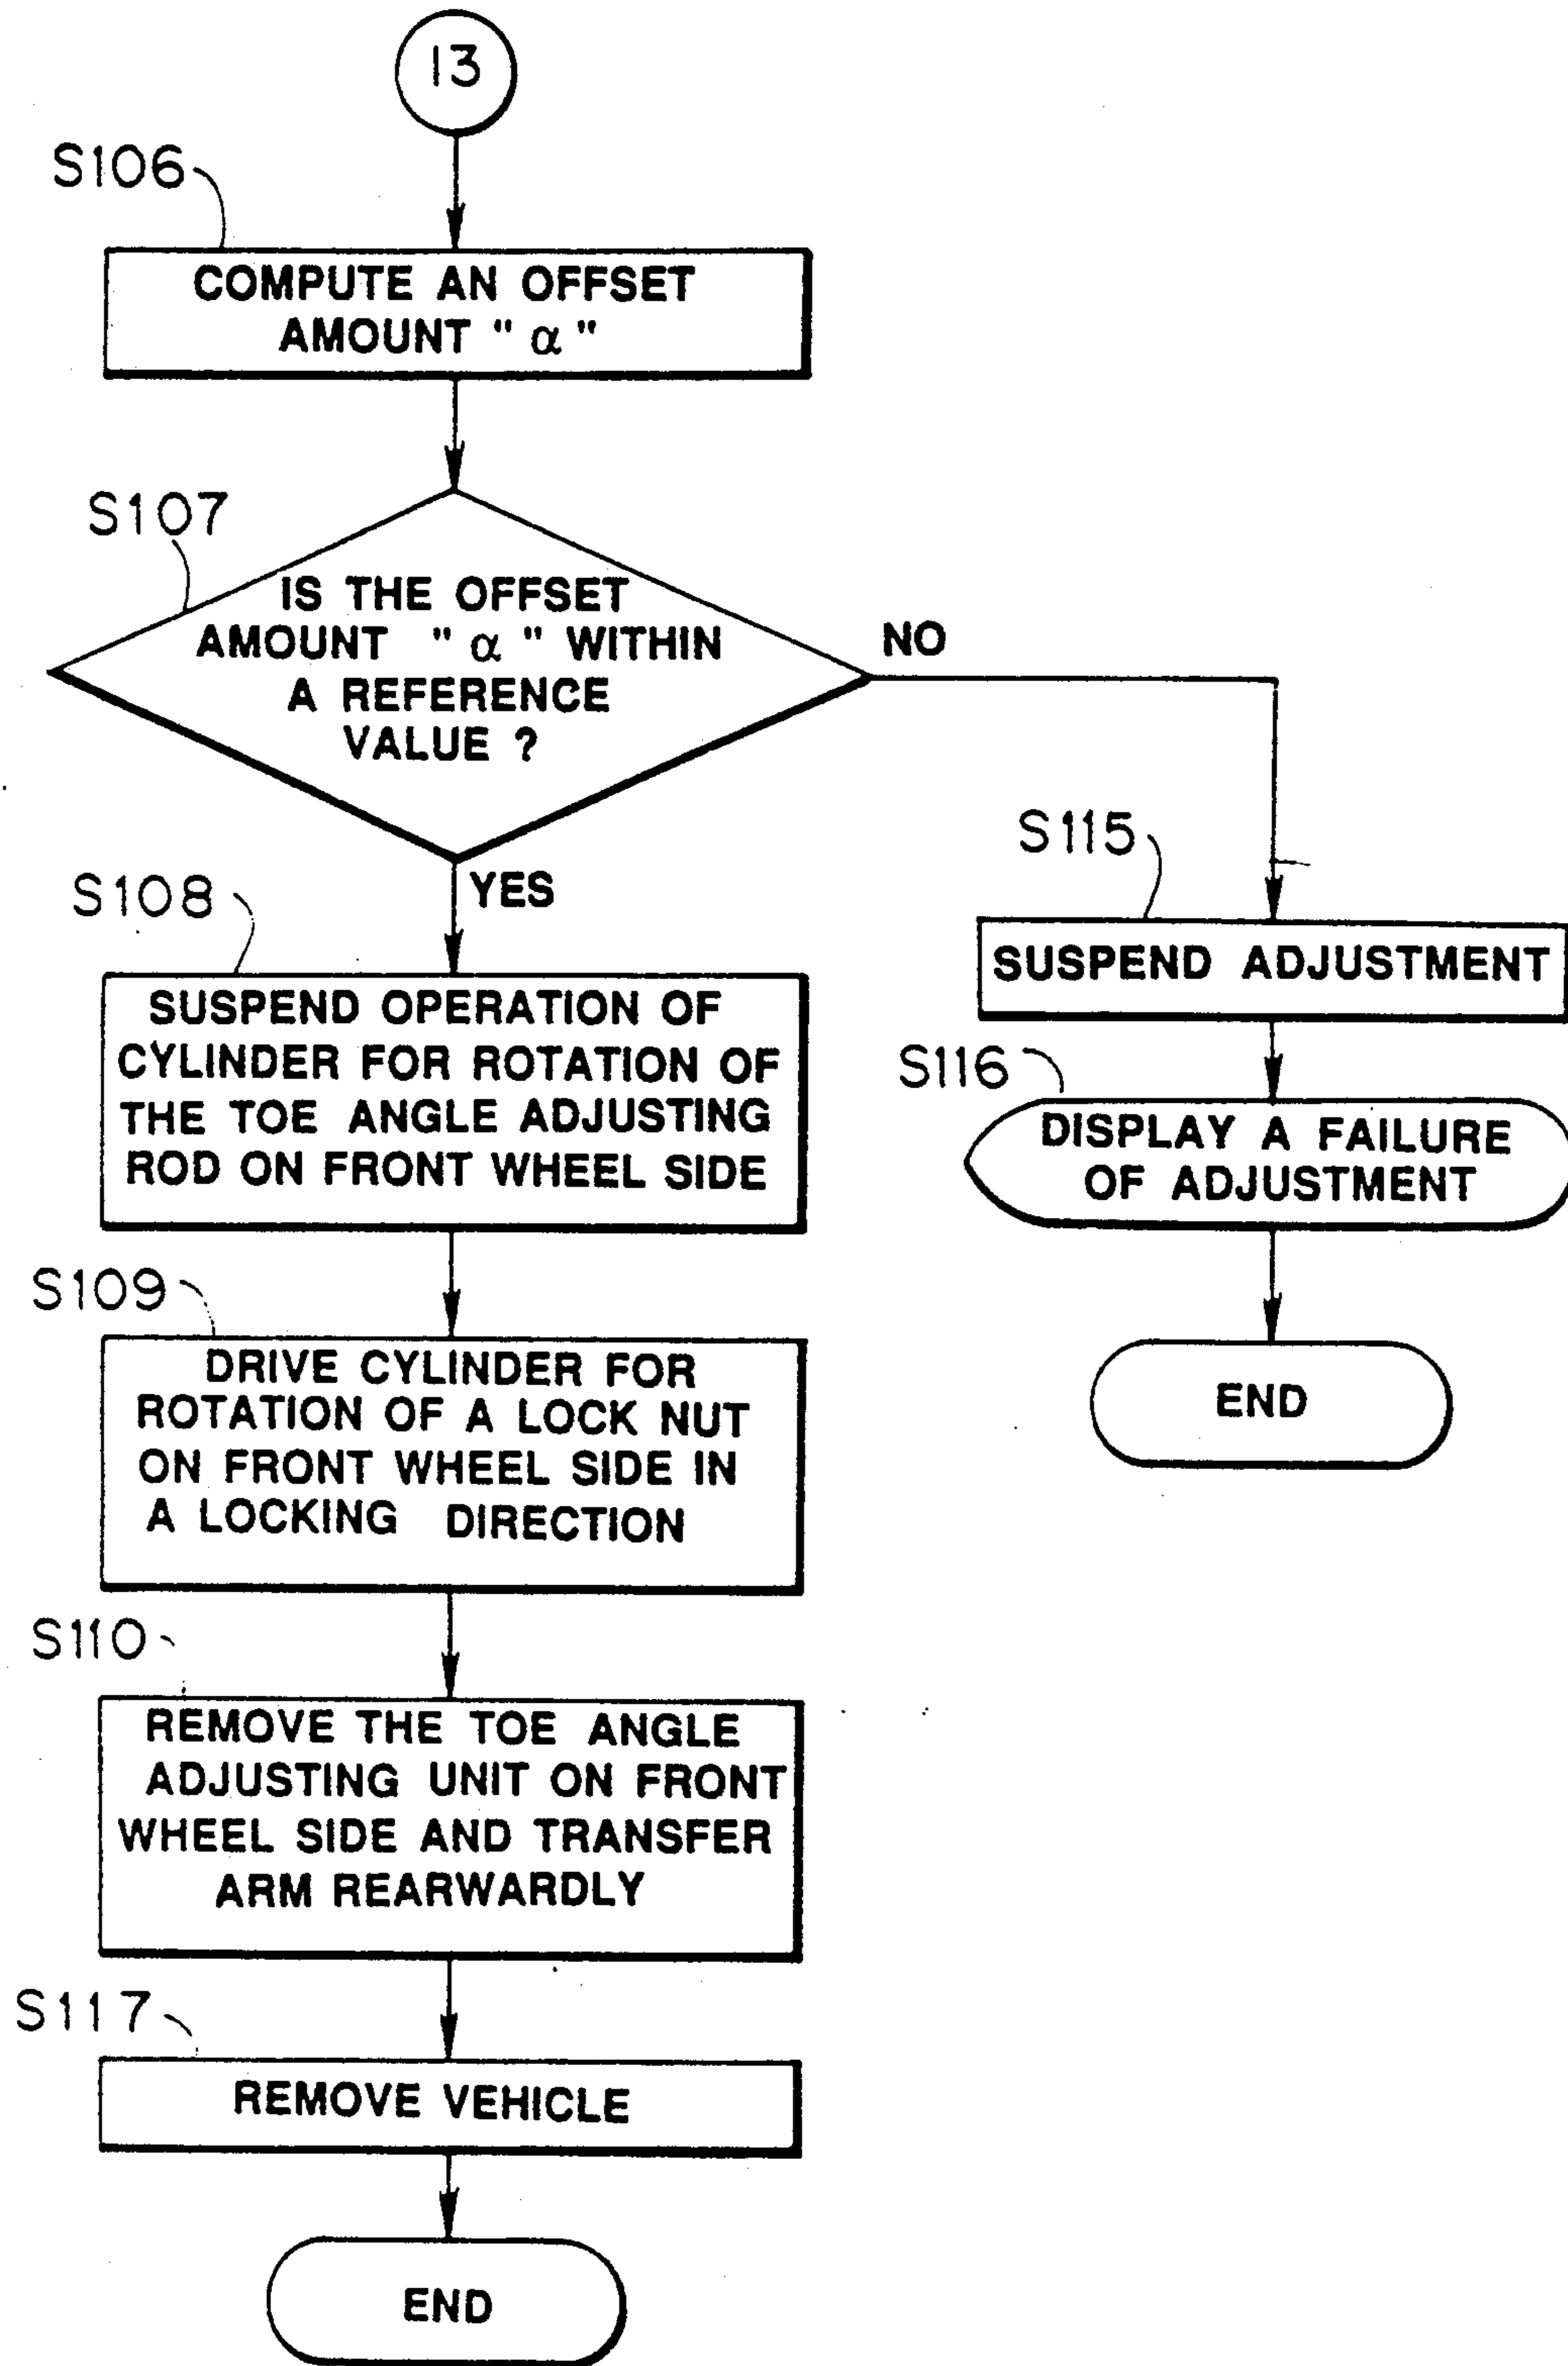 13
S106
COMPUTE AN OFFSET
AMOUNT " α "
S107
IS THE OFFSET
AMOUNT " α " WITHIN
A REFERENCE
VALUE ?
NO
YES
S108
SUSPEND OPERATION OF
CYLINDER FOR ROTATION OF
THE TOE ANGLE ADJUSTING
ROD ON FRONT WHEEL SIDE
S109
DRIVE CYLINDER FOR
ROTATION OF A LOCK NUT
ON FRONT WHEEL SIDE IN
A LOCKING DIRECTION
S110
REMOVE THE TOE ANGLE
ADJUSTING UNIT ON FRONT
WHEEL SIDE AND TRANSFER
ARM REARWARDLY
S117
REMOVE VEHICLE
END
S115
SUSPEND ADJUSTMENT
S116
DISPLAY A FAILURE
OF ADJUSTMENT
END